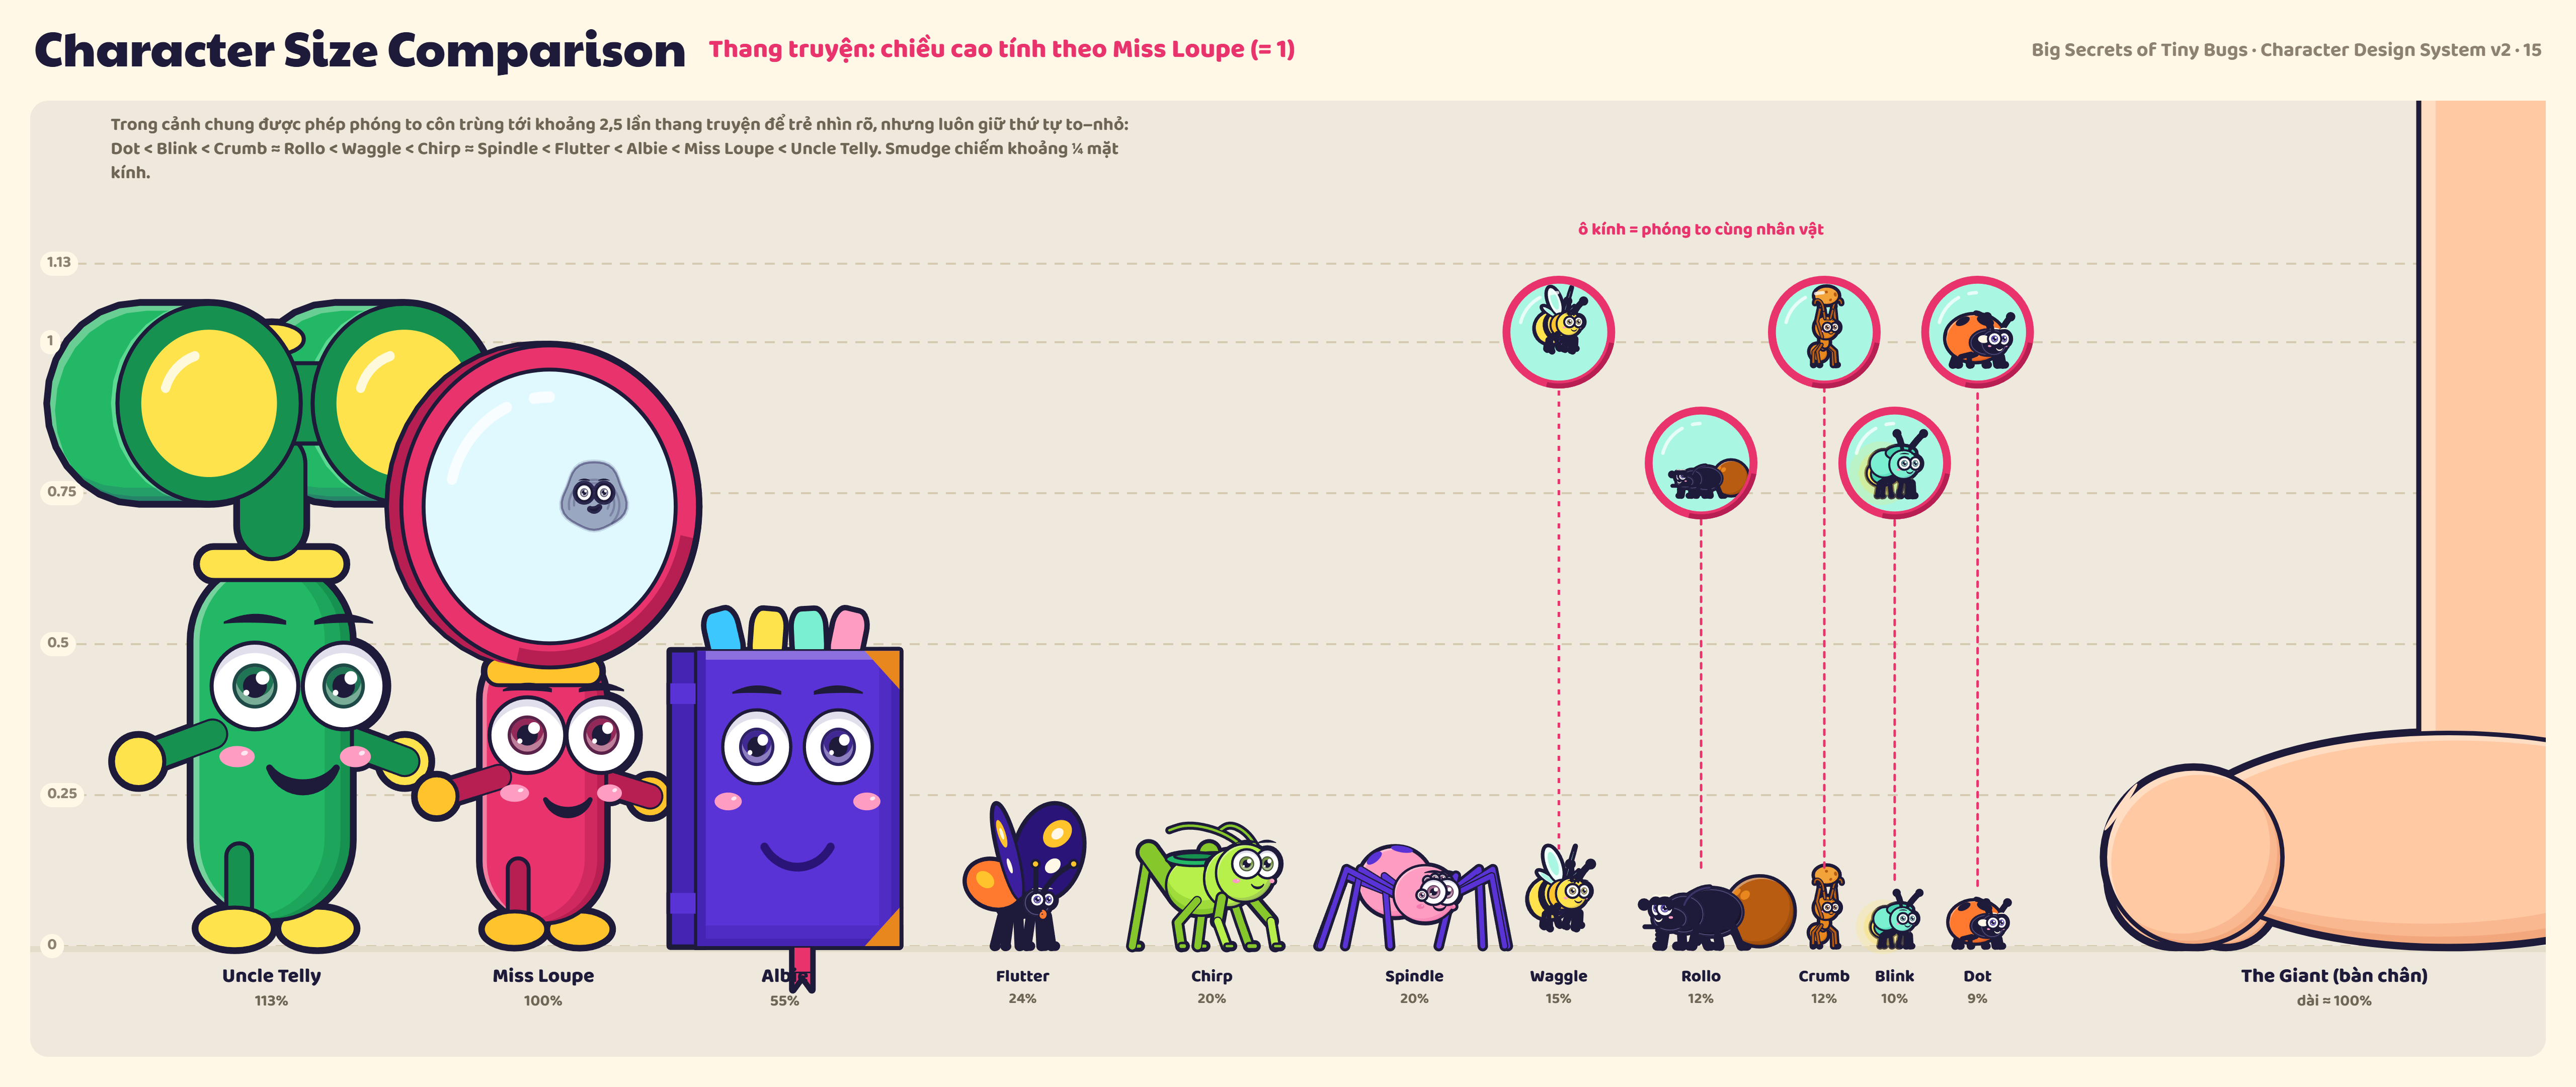 Character Size Comparison
Thang truyện: chiều cao tính theo Miss Loupe (= 1)
Big Secrets of Tiny Bugs · Character Design System v2 · 15
Trong cảnh chung được phép phóng to côn trùng tới khoảng 2,5 lần thang truyện để trẻ nhìn rõ, nhưng luôn giữ thứ tự to–nhỏ:
Dot < Blink < Crumb ≈ Rollo < Waggle < Chirp ≈ Spindle < Flutter < Albie < Miss Loupe < Uncle Telly. Smudge chiếm khoảng ¼ mặt
kính.
ô kính = phóng to cùng nhân vật
1.13
1
0.75
0.5
0.25
0
Uncle Telly
113%
Miss Loupe
100%
Albie
55%
Flutter
24%
Chirp
20%
Spindle
20%
Waggle
15%
Rollo
12%
Crumb
12%
Blink
10%
Dot
9%
The Giant (bàn chân)
dài ≈ 100%